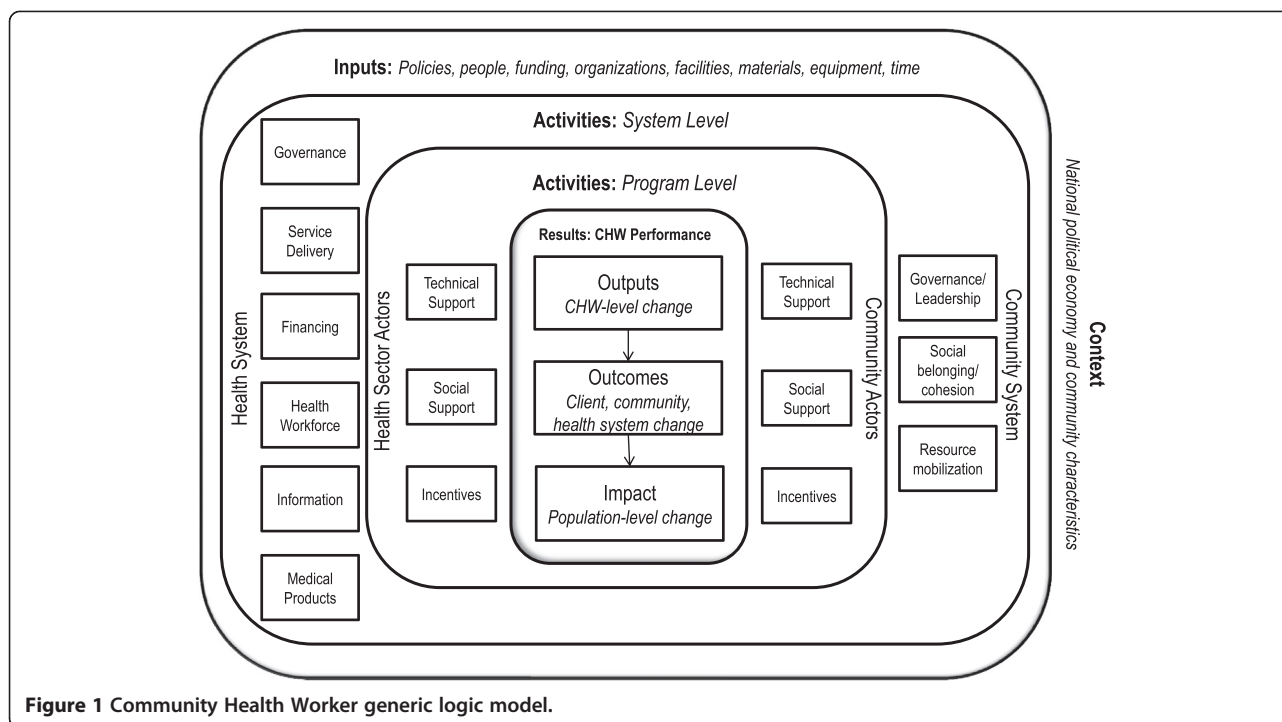 Inputs: Policies, people, funding, organizations, facilities, materials, equipment, time
Activities: System Level
Activities: Program Level
Results: CHW Performance
Health System
Governance
Service
Delivery
Financing
Health
Workforce
Information
Medical
Products
Health Sector Actors
Technical
Support
Social
Support
Incentives
Outputs
CHW-level change
Outcomes
Client, community,
health system change
Impact
Population-level change
Technical
Support
Social
Support
Incentives
Community Actors
Governance/
Leadership
Social
belonging/
cohesion
Resource
mobilization
Community System
Context
National political economy and community characteristics
Figure 1 Community Health Worker generic logic model.